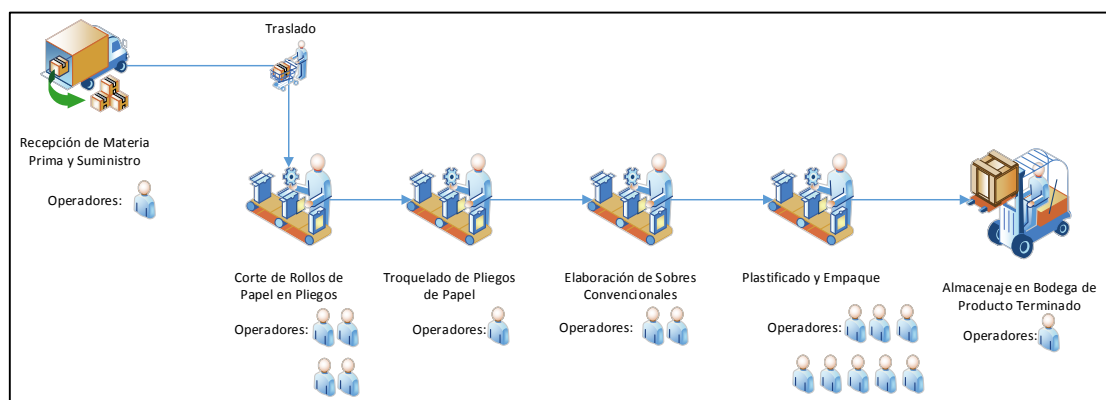 Traslado
Recepción de Materia
Prima y Suministro
Operadores:
Corte de Rollos de
Papel en Pliegos
Operadores:
Troquelado de Pliegos
de Papel
Operadores:
Elaboración de Sobres
Convencionales
Operadores:
Plastificado y Empaque
Operadores:
Almacenaje en Bodega de
Producto Terminado
Operadores: